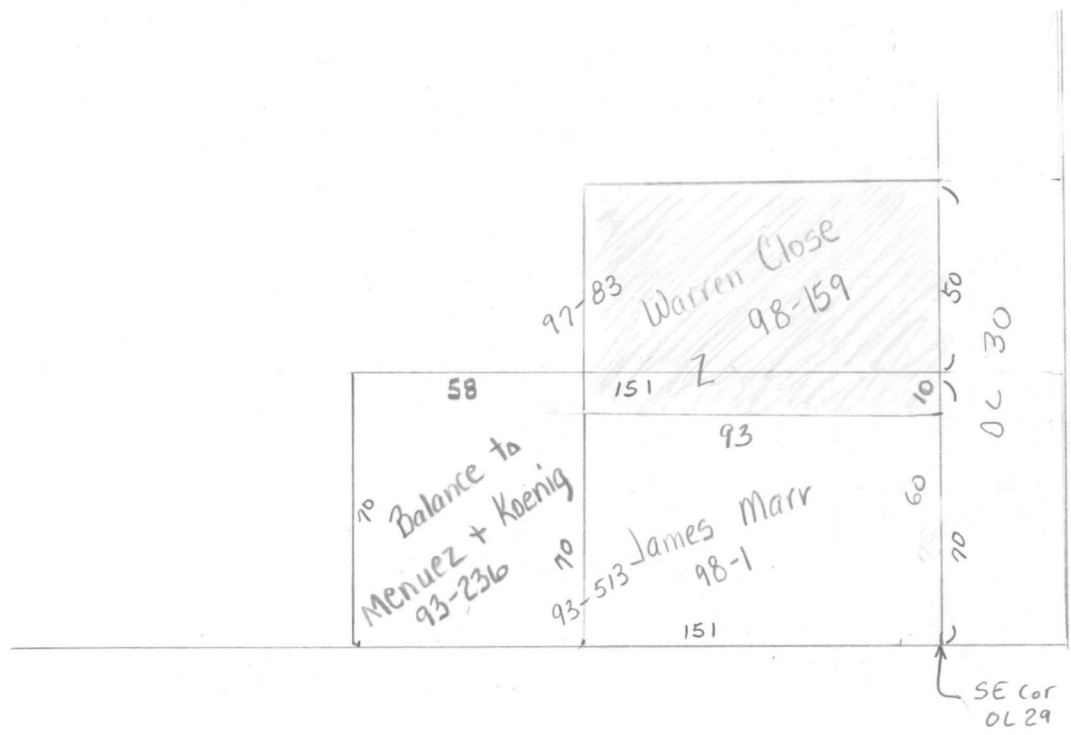 Warren Close
98-159
97-83
50
OL 30
Z
58
151
10
93
Balance to
Menuez + Koenig
93-236
70
70
James Marr
98-1
93-513
60
70
70
151
SE Cor
OL 29